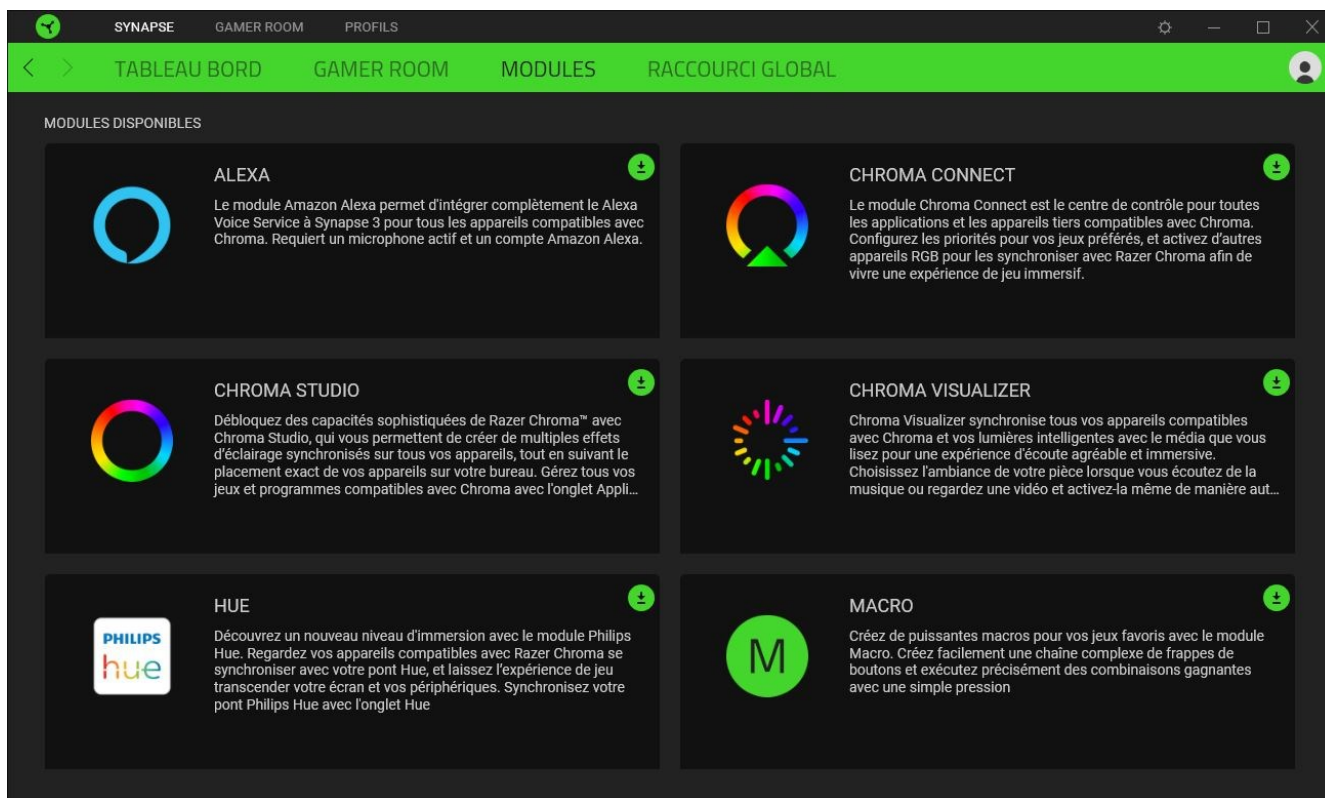 SYNAPSE GAMER ROOM PROFILS
TABLEAU BORD GAMER ROOM MODULES RACCOURCI GLOBAL
MODULES DISPONIBLES
ALEXA
Le module Amazon Alexa permet d'intégrer complètement le Alexa
Voice Service à Synapse 3 pour tous les appareils compatibles avec
Chroma. Requiert un microphone actif et un compte Amazon Alexa.
CHROMA CONNECT
Le module Chroma Connect est le centre de contrôle pour toutes
les applications et les appareils tiers compatibles avec Chroma.
Configurez les priorités pour vos jeux préférés, et activez d'autres
appareils RGB pour les synchroniser avec Razer Chroma afin de
vivre une expérience de jeu immersif.
CHROMA STUDIO
Débloquez des capacités sophistiquées de Razer Chroma™ avec
Chroma Studio, qui vous permettent de créer de multiples effets
d'éclairage synchronisés sur tous vos appareils, tout en suivant le
placement exact de vos appareils sur votre bureau. Gérez tous vos
jeux et programmes compatibles avec Chroma avec l'onglet Appli...
CHROMA VISUALIZER
Chroma Visualizer synchronise tous vos appareils compatibles
avec Chroma et vos lumières intelligentes avec le média que vous
lisez pour une expérience d'écoute agréable et immersive.
Choisissez l'ambiance de votre pièce lorsque vous écoutez de la
musique ou regardez une vidéo et activez-la même de manière aut...
PHILIPS
hue
HUE
Découvrez un nouveau niveau d'immersion avec le module Philips
Hue. Regardez vos appareils compatibles avec Razer Chroma se
synchroniser avec votre pont Hue, et laissez l'expérience de jeu
transcender votre écran et vos périphériques. Synchronisez votre
pont Philips Hue avec l'onglet Hue
M
MACRO
Créez de puissantes macros pour vos jeux favoris avec le module
Macro. Créez facilement une chaîne complexe de frappes de
boutons et exécutez précisément des combinaisons gagnantes
avec une simple pression